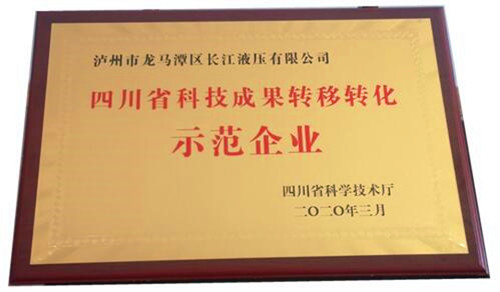 泸州市龙马潭区长江液压有限公司
四川省科技成果转移转化
示范企业
四川省科学技术厅
二〇二〇年三月